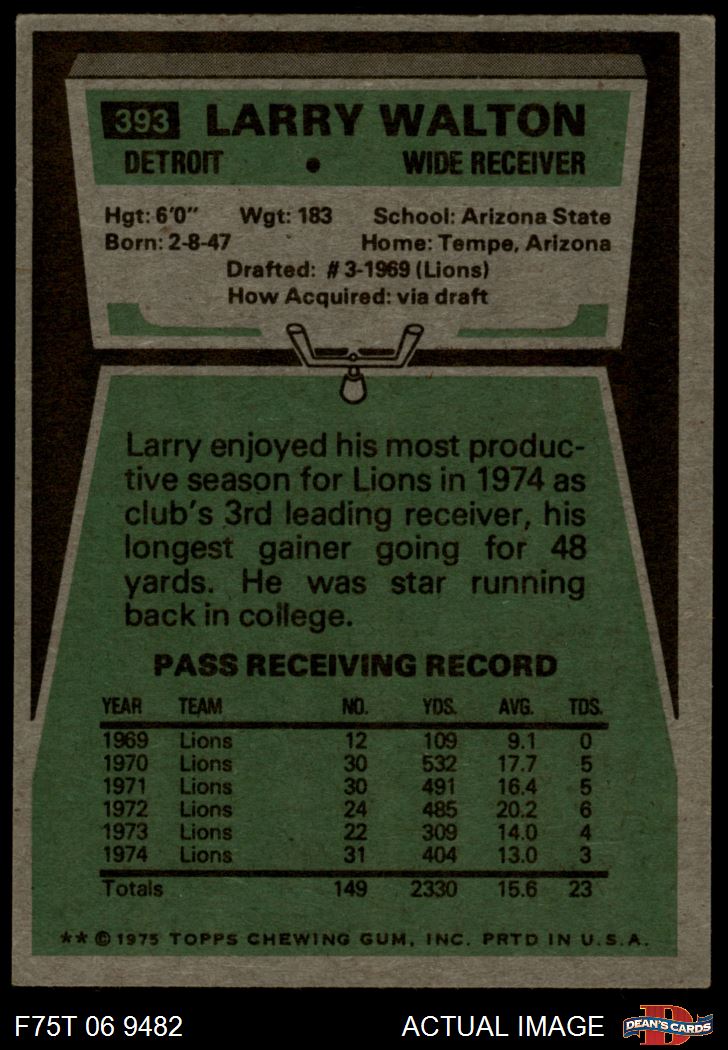 393 LARRY WALTON
DETROIT • WIDE RECEIVER
Hgt: 6'0" Wgt: 183 School: Arizona State
Born: 2-8-47 Home: Tempe, Arizona
Drafted: #3-1969 (Lions)
How Acquired: via draft
Larry enjoyed his most produc-
tive season for Lions in 1974 as
club's 3rd leading receiver, his
longest gainer going for 48
yards. He was star running
back in college.
PASS RECEIVING RECORD
YEAR TEAM NO. YDS. AVG. TDS.
1969 Lions 12 109 9.1 0
1970 Lions 30 532 17.7 5
1971 Lions 30 491 16.4 5
1972 Lions 24 485 20.2 6
1973 Lions 22 309 14.0 4
1974 Lions 31 404 13.0 3
Totals 149 2330 15.6 23
** © 1975 TOPPS CHEWING GUM, INC. PRTD IN U.S.A.
F75T 06 9482 ACTUAL IMAGE D DEAN'S CARDS